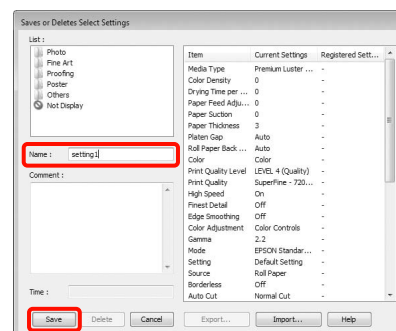 Saves or Deletes Select Settings
List :
Photo
Fine Art
Proofing
Poster
Others
Not Display
Name : setting1
Comment :
Time :
Item Current Settings Registered Sett...
Media Type Premium Luster ... -
Color Density 0 -
Drying Time per ... 0 -
Paper Feed Adju... 0 -
Paper Suction 0 -
Paper Thickness 3 -
Platen Gap Auto -
Roll Paper Back ... Auto -
Color Color -
Print Quality Level LEVEL 4 (Quality) -
Print Quality SuperFine - 720... -
High Speed On -
Finest Detail Off -
Edge Smoothing Off -
Color Adjustment Color Controls -
Gamma 2.2 -
Mode EPSON Standar... -
Setting Default Setting -
Source Roll Paper -
Borderless Off -
Auto Cut Normal Cut -
Save Delete Cancel Export... Import... Help